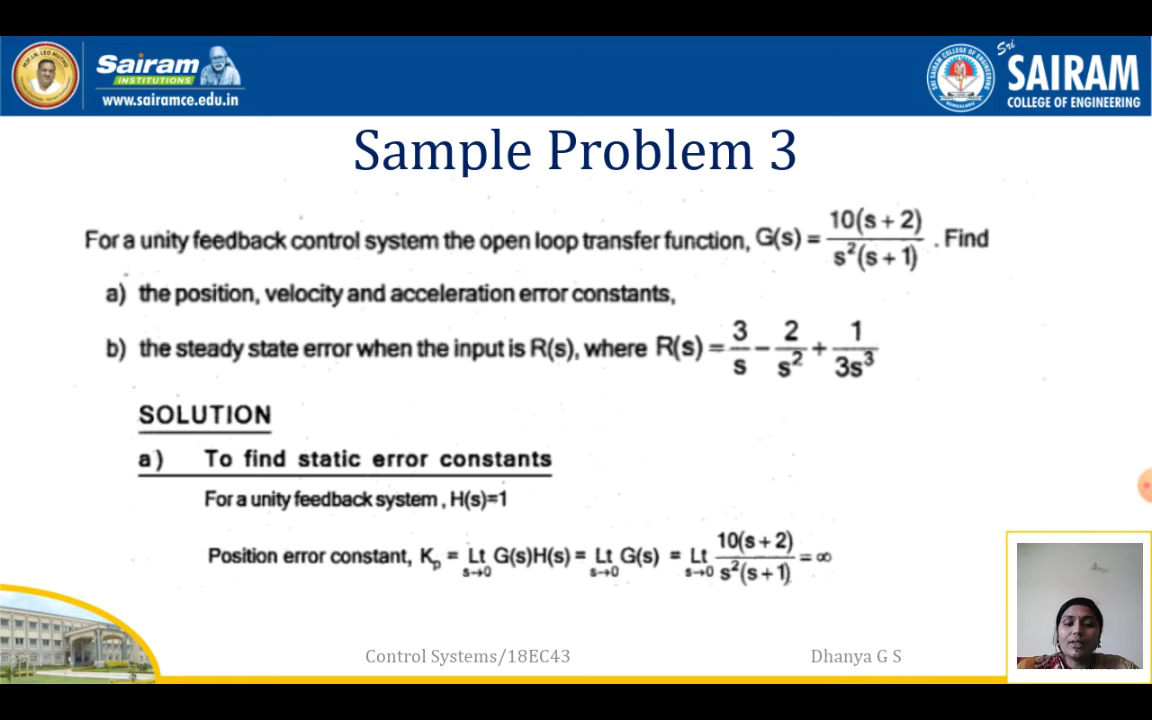 Sairam
INSTITUTIONS
www.sairamce.edu.in
Sri
SAIRAM
COLLEGE OF ENGINEERING
Sample Problem 3
For a unity feedback control system the open loop transfer function, G(s) = 10(s + 2) / s²(s + 1) . Find
a) the position, velocity and acceleration error constants,
b) the steady state error when the input is R(s), where R(s) = 3/s − 2/s² + 1/3s³
SOLUTION
a) To find static error constants
For a unity feedback system , H(s)=1
Position error constant, Kp = Lt s→0 G(s)H(s) = Lt s→0 G(s) = Lt s→0 10(s + 2) / s²(s + 1) = ∞
Control Systems/18EC43
Dhanya G S